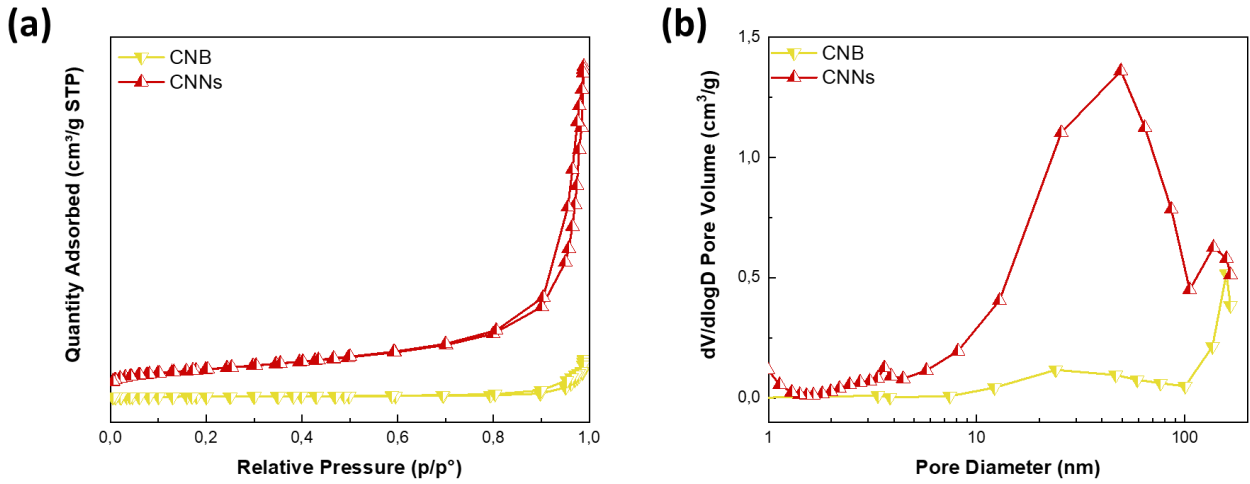 (a)
CNB
CNNs
Quantity Adsorbed (cm³/g STP)
0,0 0,2 0,4 0,6 0,8 1,0
Relative Pressure (p/p°)
(b)
CNB
CNNs
dV/dlogD Pore Volume (cm³/g)
1,5
1,0
0,5
0,0
1 10 100
Pore Diameter (nm)